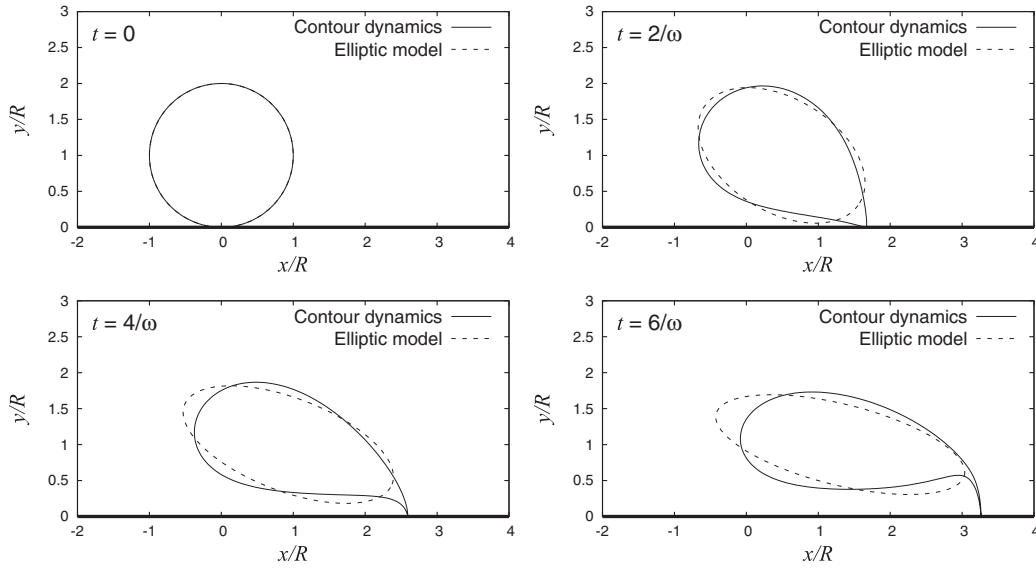 t = 0
Contour dynamics
Elliptic model
3
2.5
2
1.5
1
0.5
0
y/R
-2 -1 0 1 2 3 4
x/R
t = 2/ω
Contour dynamics
Elliptic model
3
2.5
2
1.5
1
0.5
0
y/R
-2 -1 0 1 2 3 4
x/R
t = 4/ω
Contour dynamics
Elliptic model
3
2.5
2
1.5
1
0.5
0
y/R
-2 -1 0 1 2 3 4
x/R
t = 6/ω
Contour dynamics
Elliptic model
3
2.5
2
1.5
1
0.5
0
y/R
-2 -1 0 1 2 3 4
x/R